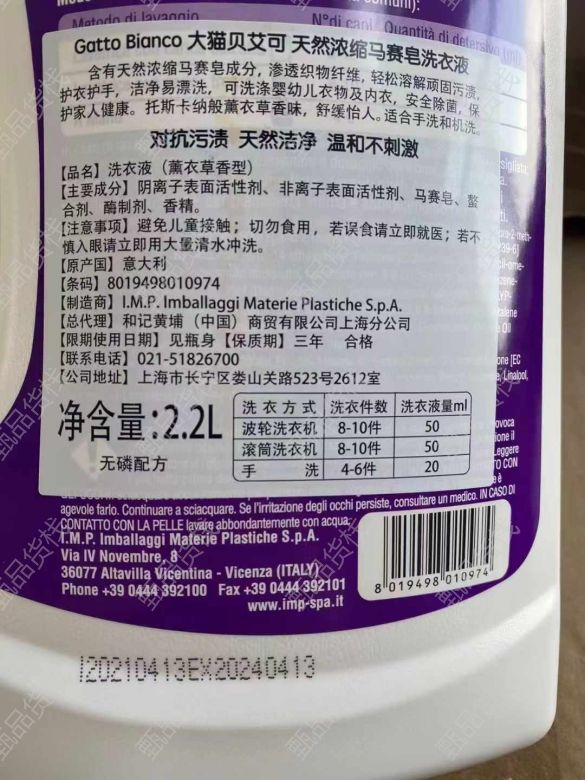 Metodo di lavaggio
N°di capi
Quantità di detersivo (ml)
Gatto Bianco 大猫贝艾可 天然浓缩马赛皂洗衣液
含有天然浓缩马赛皂成分，渗透织物纤维，轻松溶解顽固污渍，
护衣护手，洁净易漂洗，可洗涤婴幼儿衣物及内衣，安全除菌，保
护家人健康。托斯卡纳般薰衣草香味，舒缓怡人。适合手洗和机洗。
对抗污渍 天然洁净 温和不刺激
【品名】洗衣液（薰衣草香型）
【主要成分】阴离子表面活性剂、非离子表面活性剂、马赛皂、螯
合剂、酶制剂、香精。
【注意事项】避免儿童接触；切勿食用，若误食请立即就医；若不
慎入眼请立即用大量清水冲洗。
【原产国】意大利
【条码】8019498010974
【制造商】I.M.P. Imballaggi Materie Plastiche S.p.A.
【总代理】和记黄埔（中国）商贸有限公司上海分公司
【限期使用日期】见瓶身【保质期】三年 合格
【联系电话】021-51826700
【公司地址】上海市长宁区娄山关路523号2612室
净含量:2.2L
无磷配方
洗衣方式 洗衣件数 洗衣液量ml
波轮洗衣机 8-10件 50
滚筒洗衣机 8-10件 50
手 洗 4-6件 20
agevole farlo. Continuare a sciacquare. Se l'irritazione degli occhi persiste, consultare un medico. IN CASO DI
CONTATTO CON LA PELLE lavare abbondantemente con acqua.
I.M.P. Imballaggi Materie Plastiche S.p.A.
Via IV Novembre, 8
36077 Altavilla Vicentina - Vicenza (ITALY)
Phone +39 0444 392100 Fax +39 0444 392101
www.imp-spa.it
8 019498 010974
I20210413EX20240413
甄品货栈